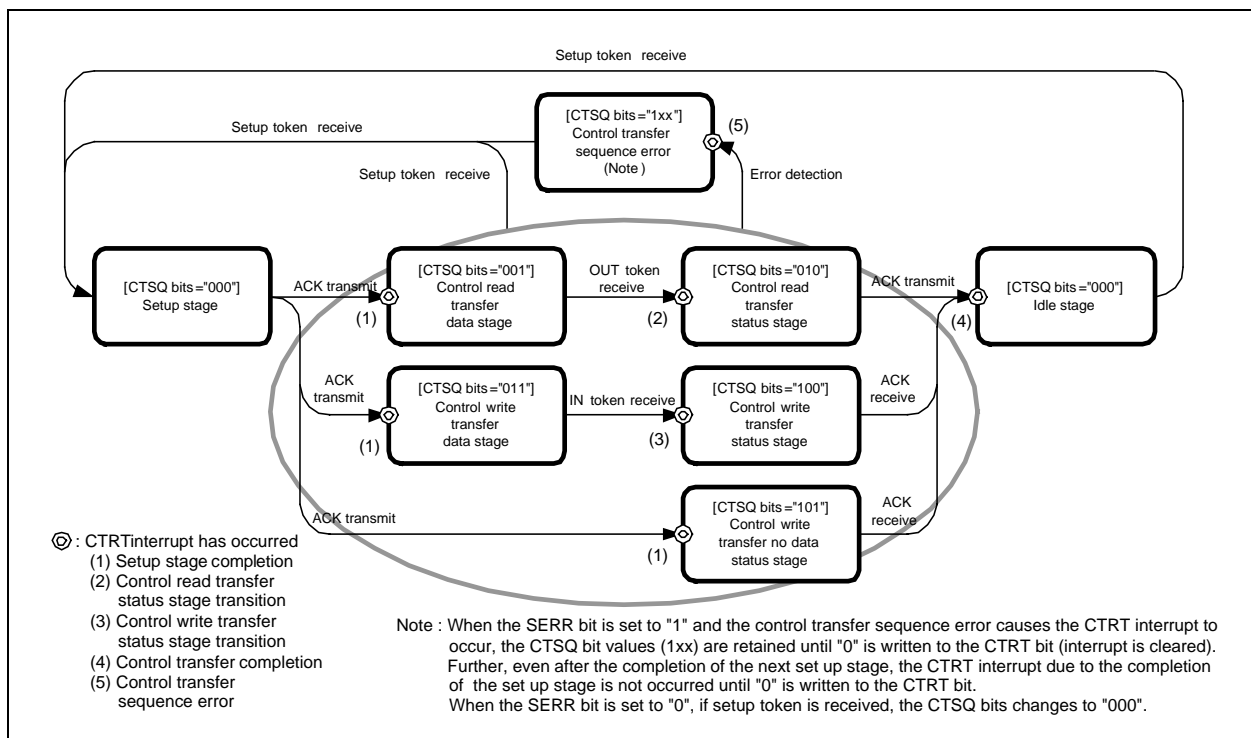 Setup token receive
[CTSQ bits ="1xx"]
Control transfer
sequence error
(Note )
(5)
Setup token receive
Setup token receive
Error detection
[CTSQ bits ="000"]
Setup stage
ACK transmit
(1)
[CTSQ bits ="001"]
Control read
transfer
data stage
OUT token
receive
(2)
[CTSQ bits ="010"]
Control read
transfer
status stage
ACK transmit
(4)
[CTSQ bits ="000"]
Idle stage
ACK
transmit
(1)
[CTSQ bits ="011"]
Control write
transfer
data stage
IN token receive
(3)
[CTSQ bits ="100"]
Control write
transfer
status stage
ACK
receive
ACK transmit
(1)
[CTSQ bits ="101"]
Control write
transfer no data
status stage
ACK
receive
: CTRTinterrupt has occurred
(1) Setup stage completion
(2) Control read transfer
status stage transition
(3) Control write transfer
status stage transition
(4) Control transfer completion
(5) Control transfer
sequence error
Note : When the SERR bit is set to "1" and the control transfer sequence error causes the CTRT interrupt to
occur, the CTSQ bit values (1xx) are retained until "0" is written to the CTRT bit (interrupt is cleared).
Further, even after the completion of the next set up stage, the CTRT interrupt due to the completion
of the set up stage is not occurred until "0" is written to the CTRT bit.
When the SERR bit is set to "0", if setup token is received, the CTSQ bits changes to "000".